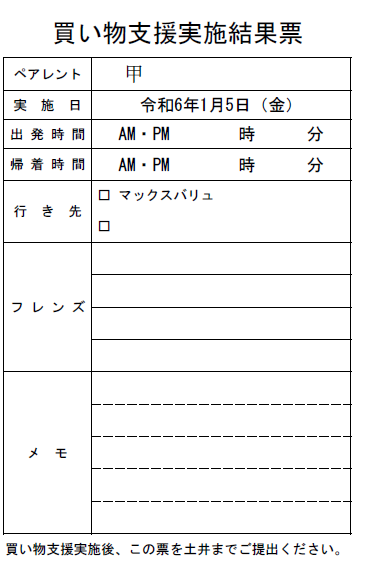 買い物支援実施結果票
ペアレント 甲
実施日 令和6年1月5日（金）
出発時間 AM・PM 時 分
帰着時間 AM・PM 時 分
行き先 □ マックスバリュ
□
フレンズ
メモ
買い物支援実施後、この票を土井までご提出ください。